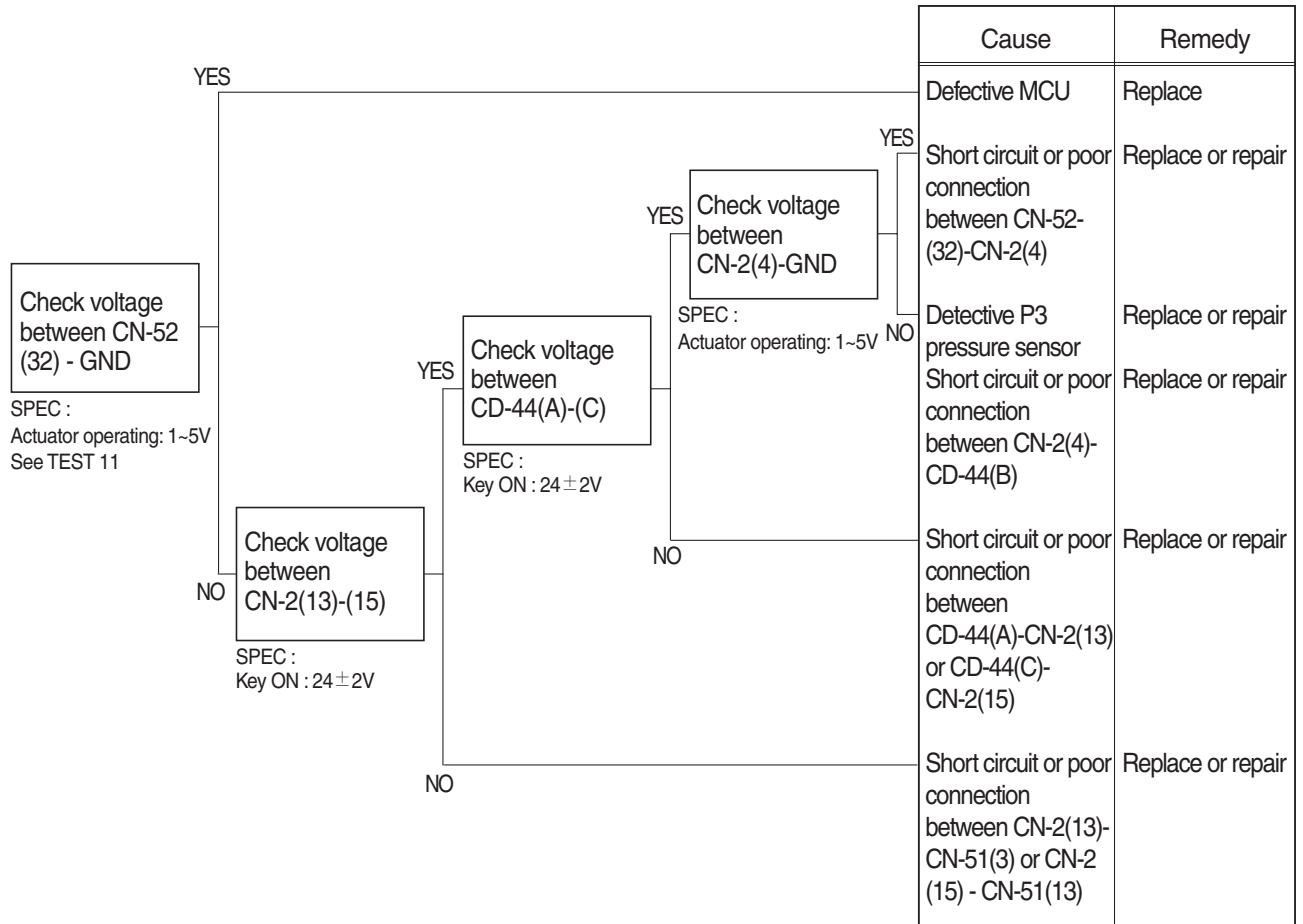 Cause
Remedy
YES
Defective MCU
Replace
YES
Short circuit or poor
connection
between CN-52-
(32)-CN-2(4)
Replace or repair
YES
Check voltage
between
CN-2(4)-GND
SPEC :
Actuator operating: 1~5V
NO
Detective P3
pressure sensor
Replace or repair
Short circuit or poor
connection
between CN-2(4)-
CD-44(B)
Replace or repair
Check voltage
between CN-52
(32) - GND
SPEC :
Actuator operating: 1~5V
See TEST 11
YES
Check voltage
between
CD-44(A)-(C)
SPEC :
Key ON : 24±2V
NO
Short circuit or poor
connection
between
CD-44(A)-CN-2(13)
or CD-44(C)-
CN-2(15)
Replace or repair
NO
Check voltage
between
CN-2(13)-(15)
SPEC :
Key ON : 24±2V
NO
Short circuit or poor
connection
between CN-2(13)-
CN-51(3) or CN-2
(15) - CN-51(13)
Replace or repair